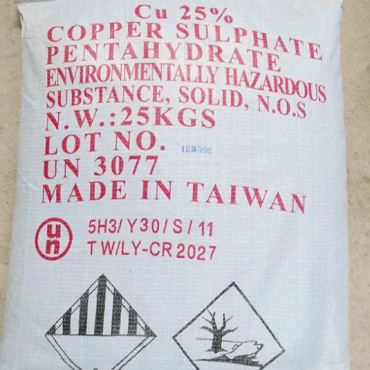 Cu 25%
COPPER SULPHATE
PENTAHYDRATE
ENVIRONMENTALLY HAZARDOUS
SUBSTANCE, SOLID, N.O.S
N.W.:25KGS
LOT NO.
UN 3077
MADE IN TAIWAN
un 5H3/Y30/S/11
TW/LY-CR2027